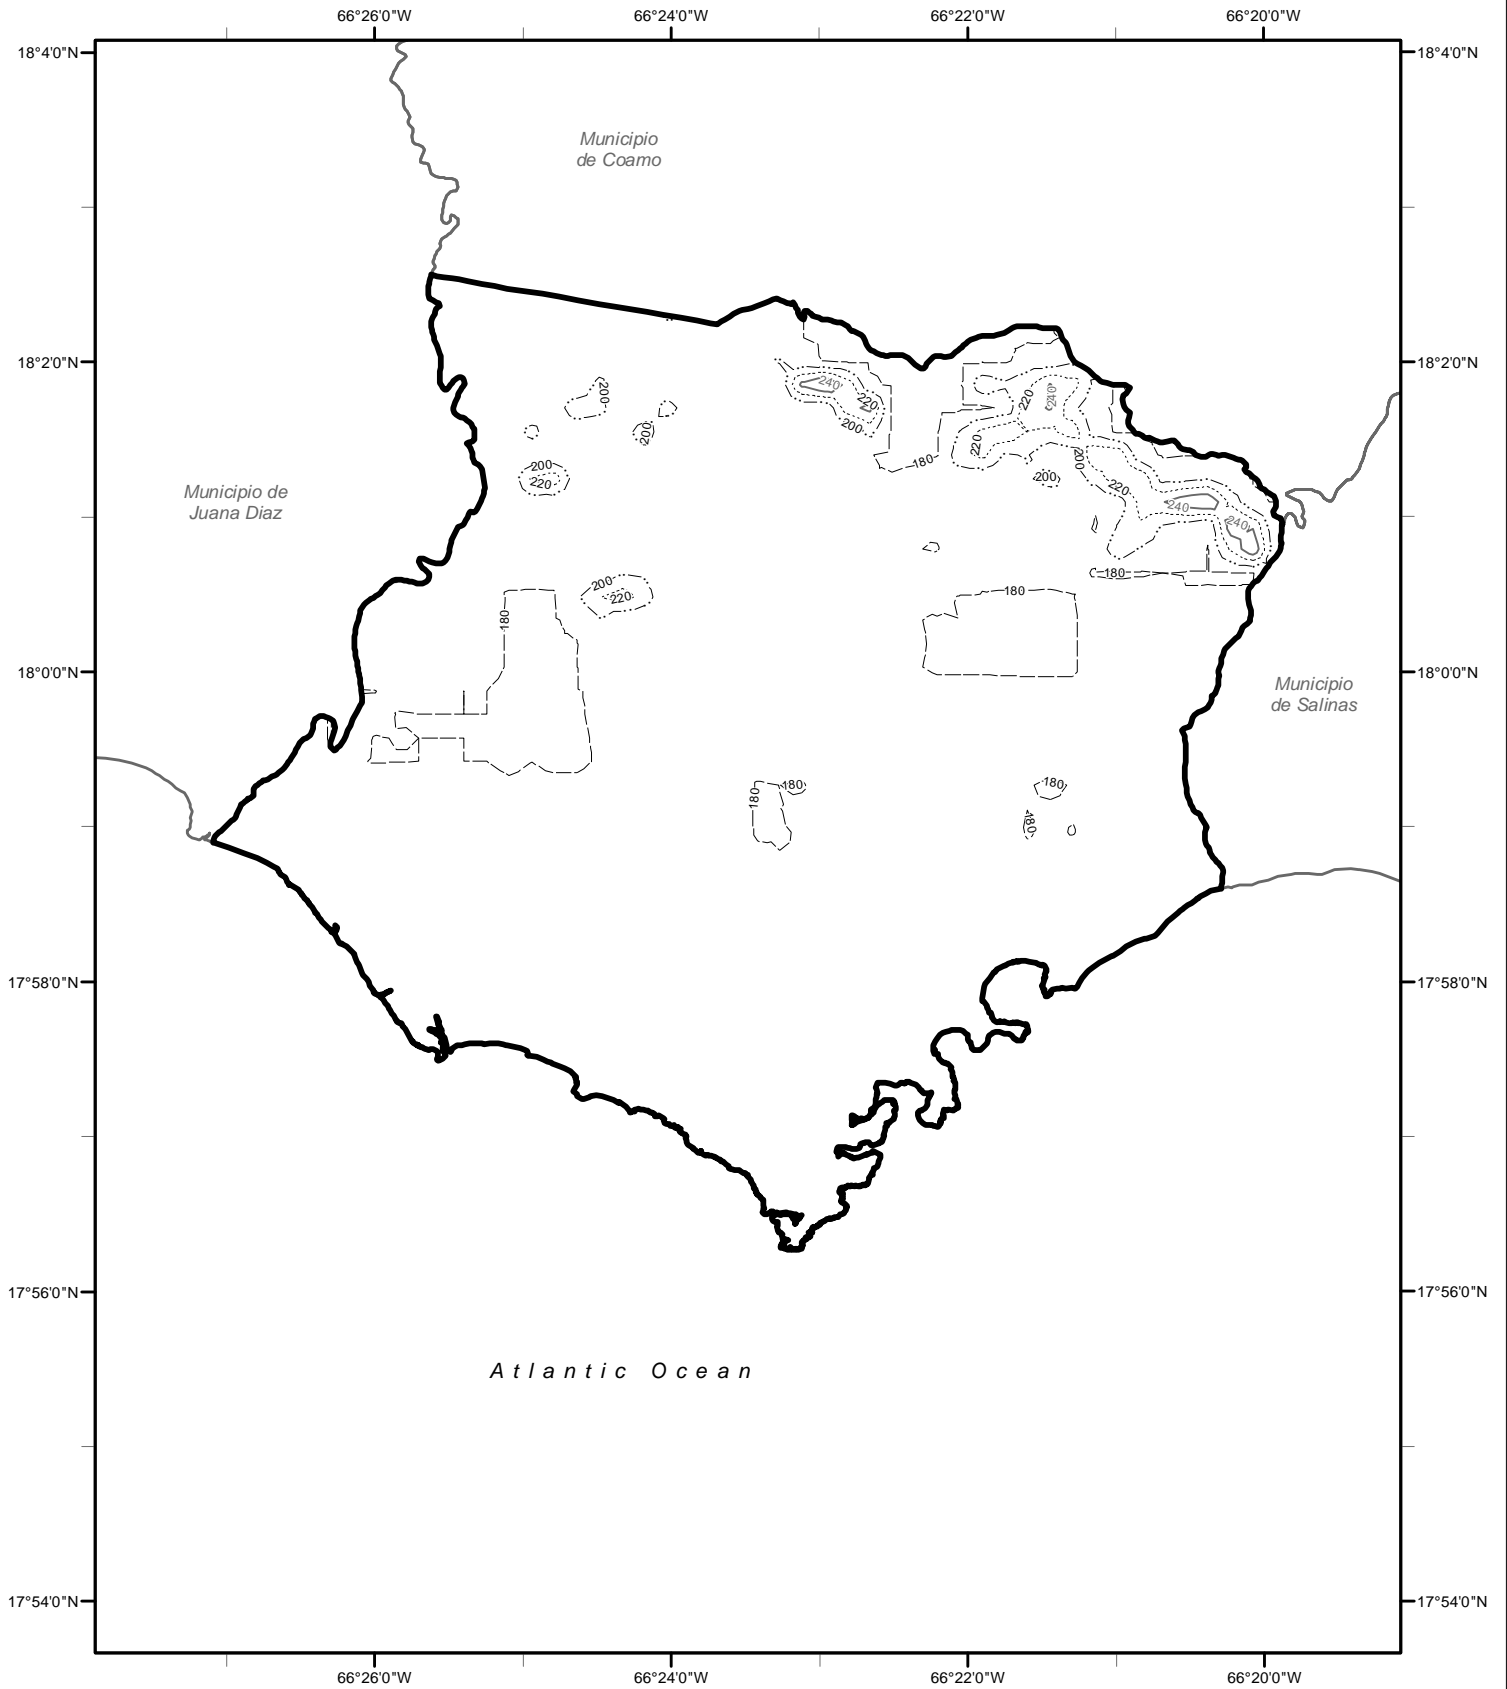 66°26'0"W
66°24'0"W
66°22'0"W
66°20'0"W
18°4'0"N
18°4'0"N
Municipio
de Coamo
18°2'0"N
18°2'0"N
200
240
220
200
220
240
200
200
220
180
200
220
200
220
200
240
240
Municipio de
Juana Diaz
180
200
220
180
180
18°0'0"N
18°0'0"N
Municipio
de Salinas
180
180
180
180
17°58'0"N
17°58'0"N
17°56'0"N
17°56'0"N
Atlantic Ocean
17°54'0"N
17°54'0"N
66°26'0"W
66°24'0"W
66°22'0"W
66°20'0"W